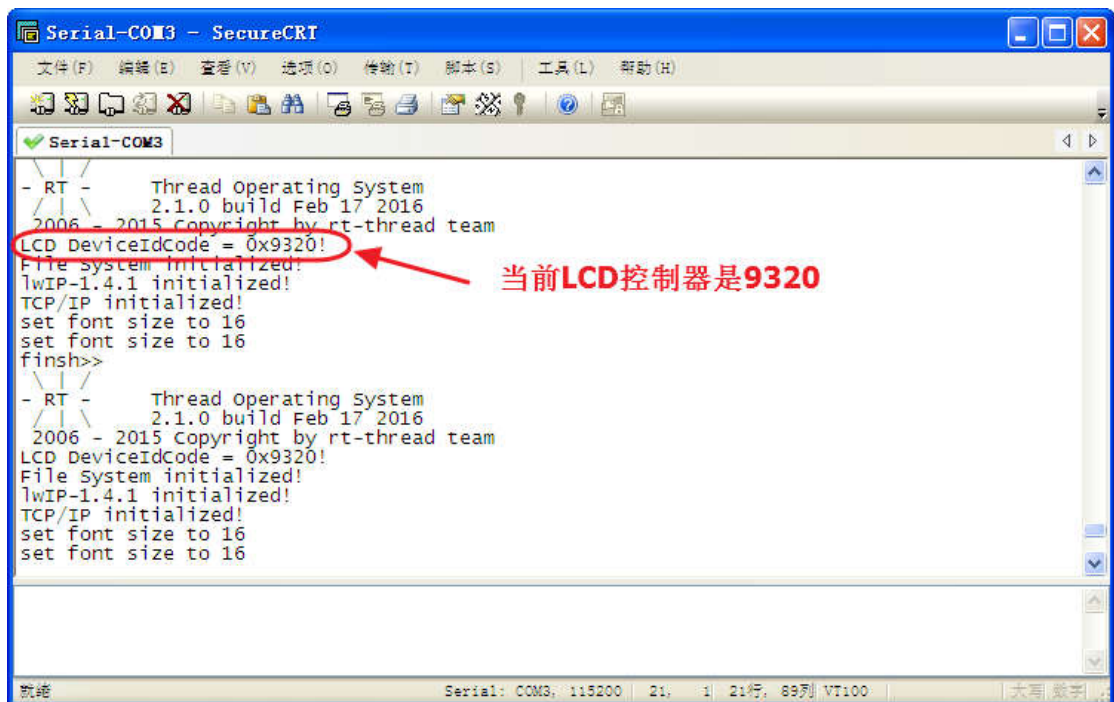 Serial-COM3 - SecureCRT
文件(F) 编辑(E) 查看(V) 选项(O) 传输(T) 脚本(S) 工具(L) 帮助(H)
Serial-COM3
\ | /
- RT -     Thread Operating System
/ | \     2.1.0 build Feb 17 2016
2006 - 2015 Copyright by rt-thread team
LCD DeviceIdCode = 0x9320!
File System initialized!
当前LCD控制器是9320
lwIP-1.4.1 initialized!
TCP/IP initialized!
set font size to 16
set font size to 16
finsh>>
\ | /
- RT -     Thread Operating System
/ | \     2.1.0 build Feb 17 2016
2006 - 2015 Copyright by rt-thread team
LCD DeviceIdCode = 0x9320!
File System initialized!
lwIP-1.4.1 initialized!
TCP/IP initialized!
set font size to 16
set font size to 16
就绪 Serial: COM3, 115200 21, 1 21行, 89列 VT100 大写 数字